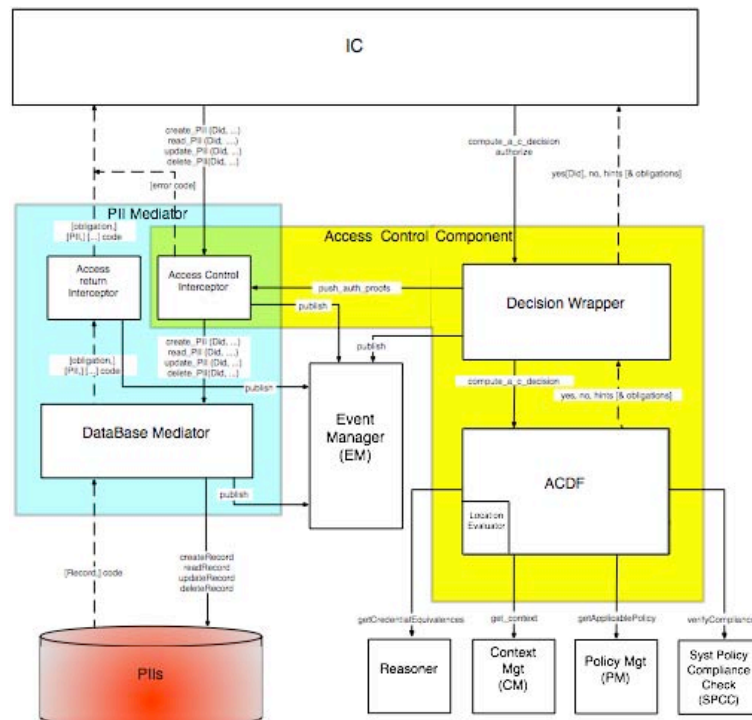 IC
create_PII (Did, ...)
read_PII (Did, ...)
update_PII (Did, ...)
delete_PII(Did, ...)
compute_a_c_decision
authorize
yes[Did], no, hints [& obligations]
[error code]
PII Mediator
[obligation,]
[PII,] [...] code
Access Control Component
Access
return
Interceptor
Access Control
Interceptor
push_auth_proofs
Decision Wrapper
publish
create_PII (Did, ...)
read_PII (Did, ...)
update_PII (Did, ...)
delete_PII(Did, ...)
publish
[obligation,]
[PII,] [...] code
publish
compute_a_c_decision
yes, no, hints [& obligations]
DataBase Mediator
Event
Manager
(EM)
ACDF
publish
Location
Evaluator
createRecord
readRecord
updateRecord
deleteRecord
[Record,] code
getCredentialEquivalences
get_context
getApplicablePolicy
verifyCompliance
PIIs
Reasoner
Context
Mgt
(CM)
Policy Mgt
(PM)
Syst Policy
Compliance
Check
(SPCC)